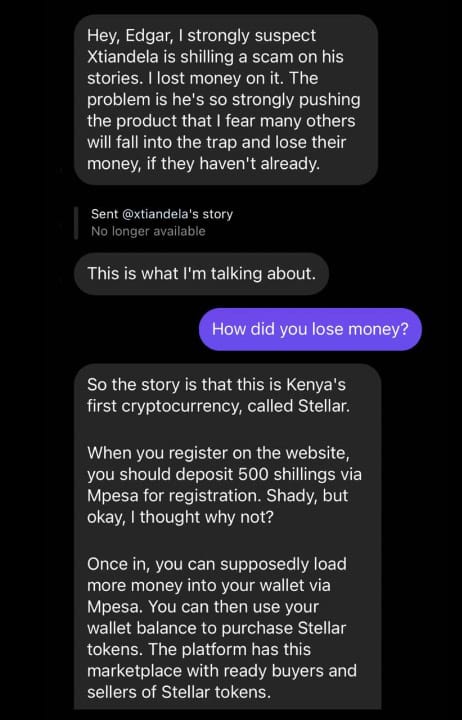 Hey, Edgar, I strongly suspect
Xtiandela is shilling a scam on his
stories. I lost money on it. The
problem is he's so strongly pushing
the product that I fear many others
will fall into the trap and lose their
money, if they haven't already.
Sent @xtiandela's story
No longer available
This is what I'm talking about.
How did you lose money?
So the story is that this is Kenya's
first cryptocurrency, called Stellar.
When you register on the website,
you should deposit 500 shillings via
Mpesa for registration. Shady, but
okay, I thought why not?
Once in, you can supposedly load
more money into your wallet via
Mpesa. You can then use your
wallet balance to purchase Stellar
tokens. The platform has this
marketplace with ready buyers and
sellers of Stellar tokens.